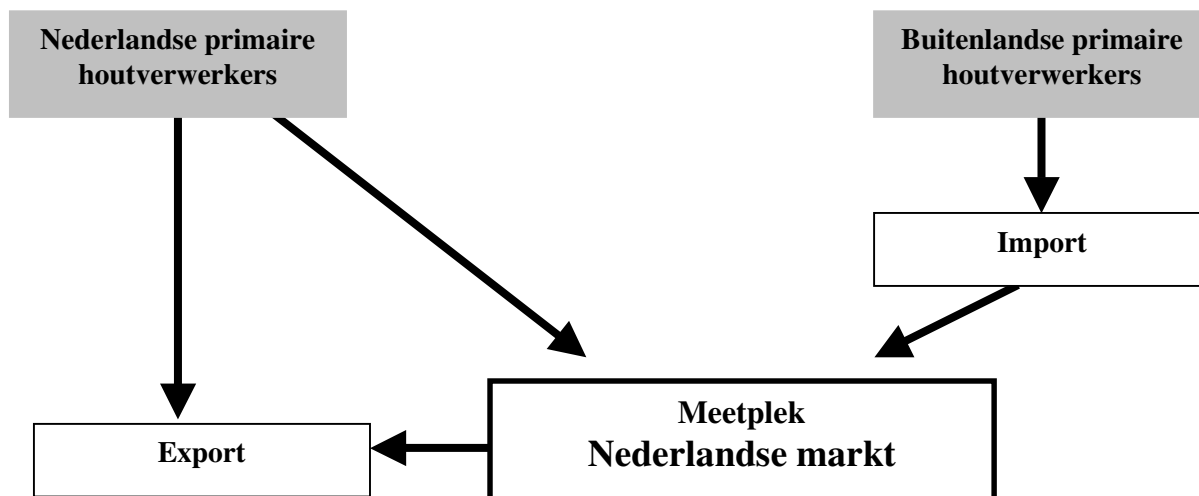 Nederlandse primaire
houtverwerkers
Buitenlandse primaire
houtverwerkers
Import
Meetplek
Nederlandse markt
Export